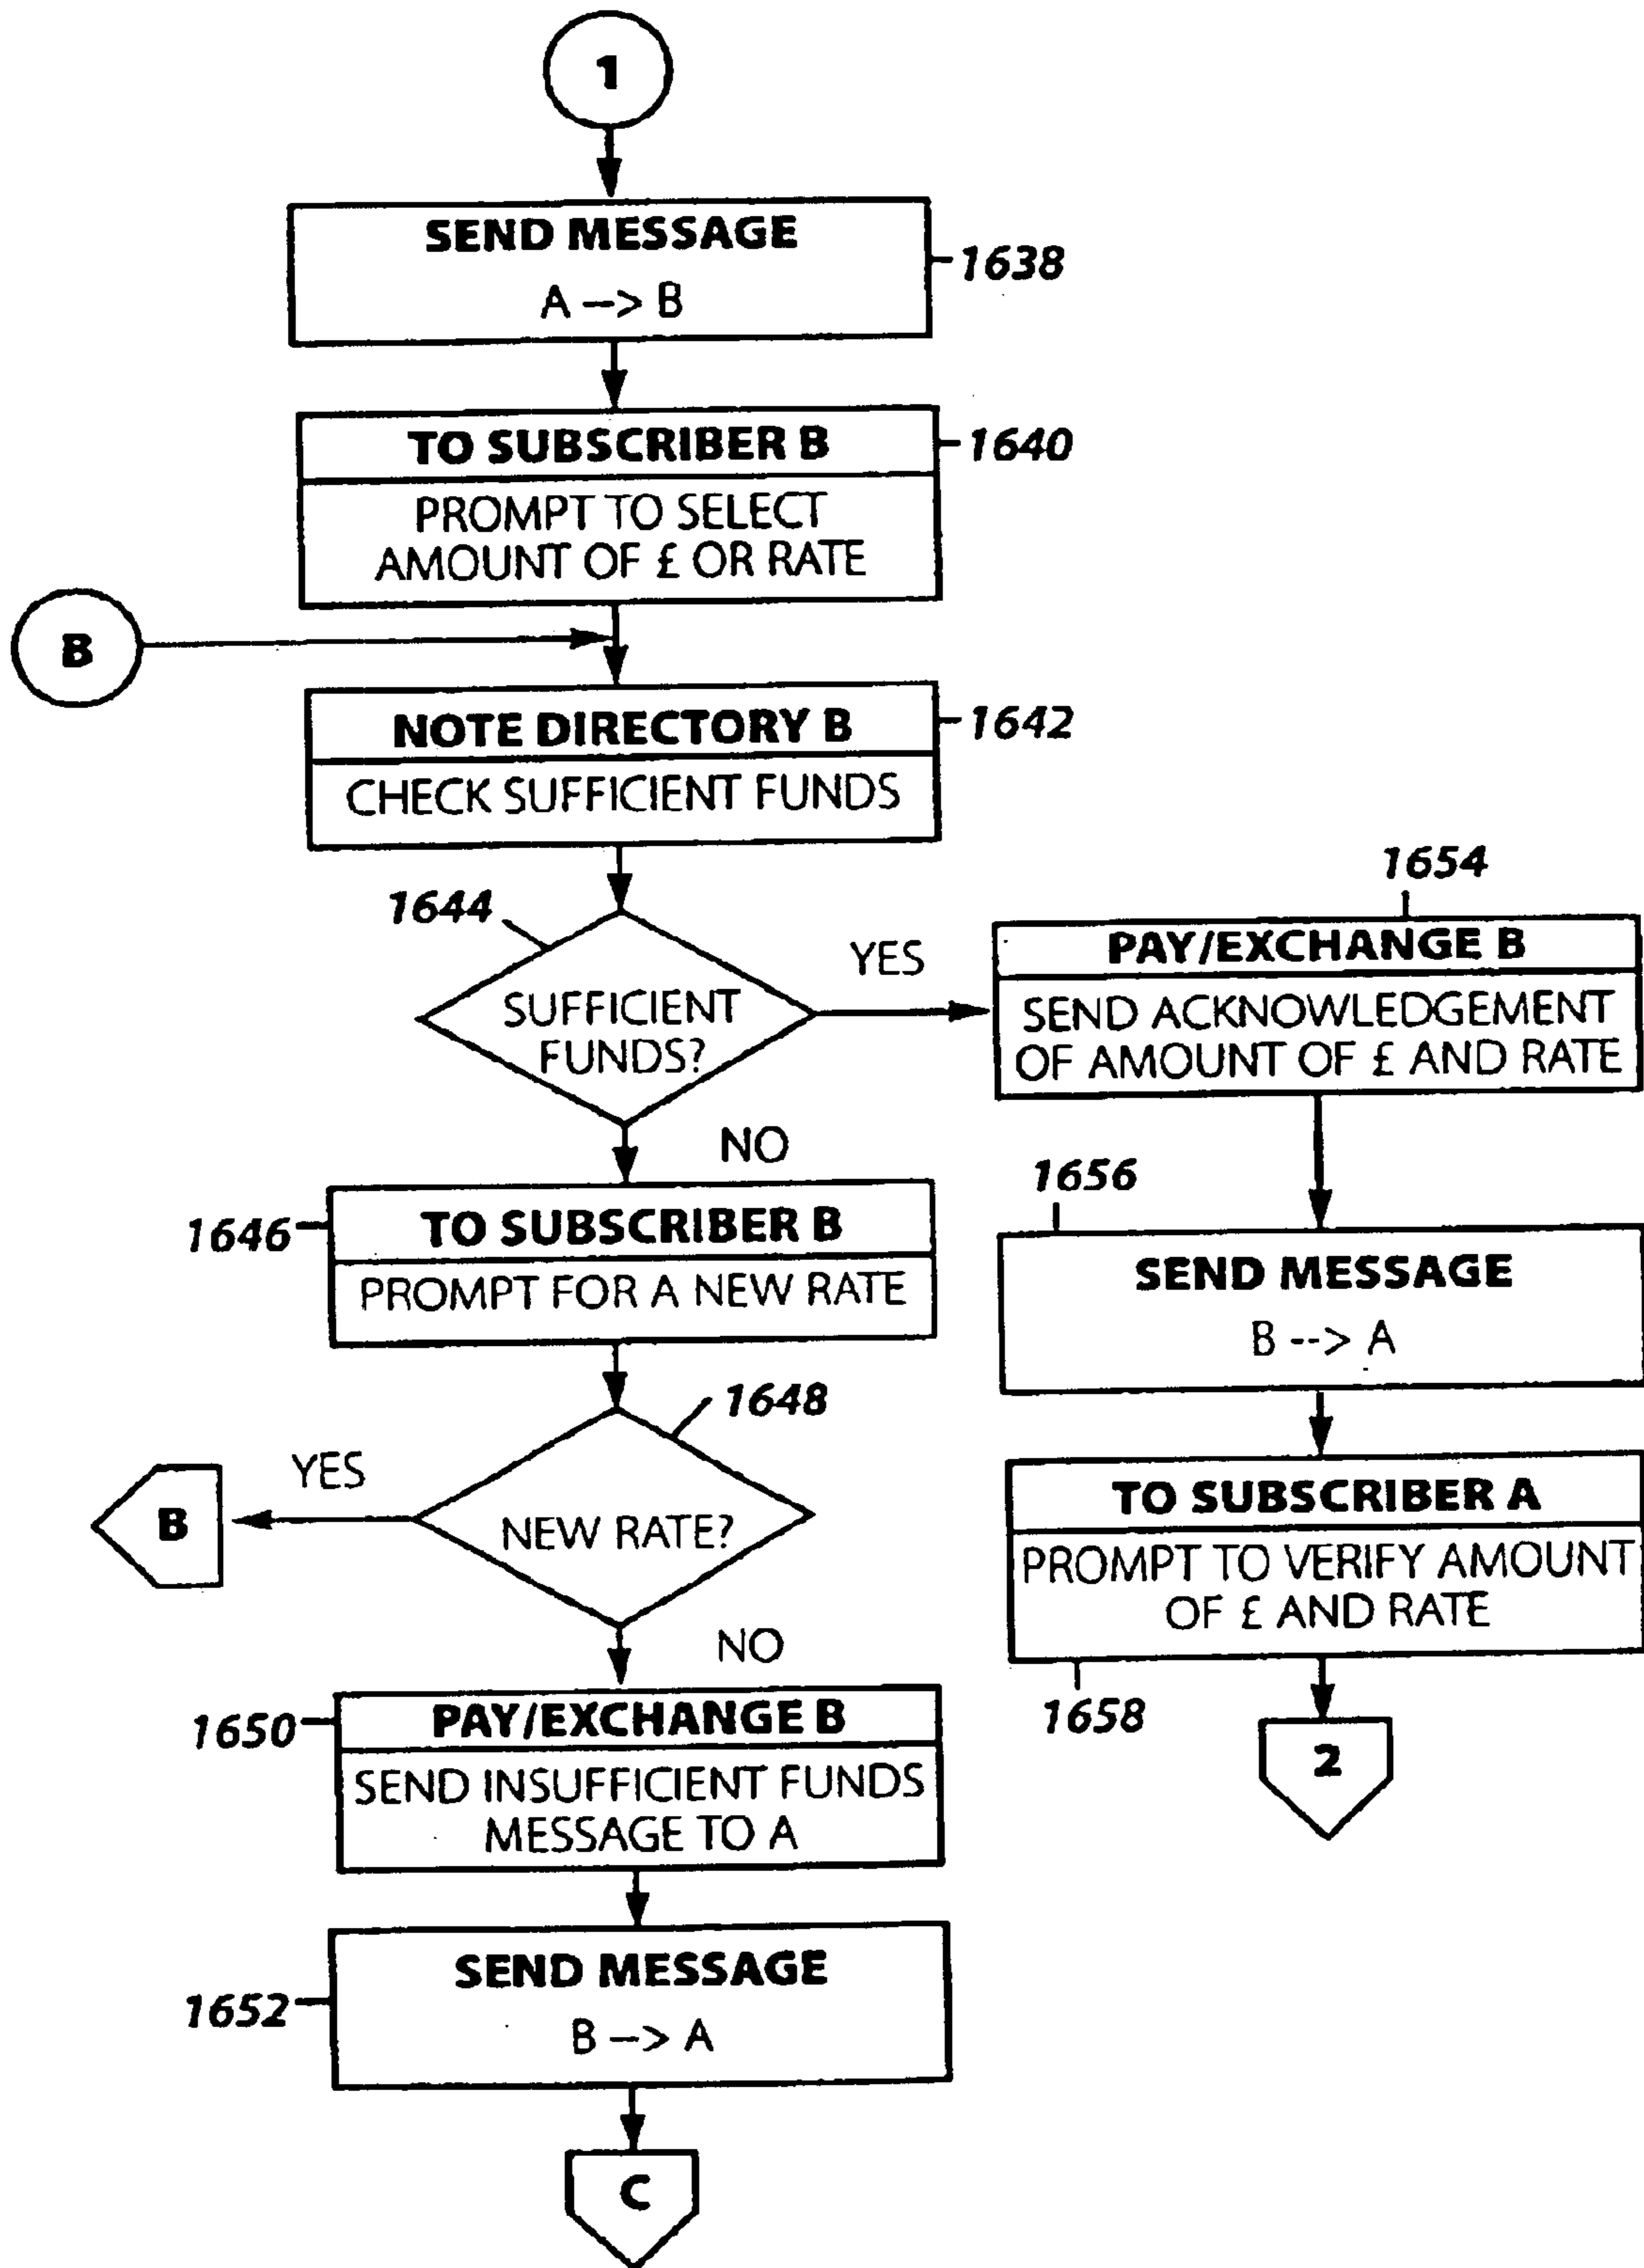 1
SEND MESSAGE
1638
A --> B
TO SUBSCRIBER B
1640
PROMPT TO SELECT
AMOUNT OF £ OR RATE
B
NOTE DIRECTORY B
1642
CHECK SUFFICIENT FUNDS
1644
SUFFICIENT
FUNDS?
YES
NO
1646
TO SUBSCRIBER B
PROMPT FOR A NEW RATE
1648
NEW RATE?
YES
B
NO
1650
PAY/EXCHANGE B
SEND INSUFFICIENT FUNDS
MESSAGE TO A
SEND MESSAGE
1652
B --> A
C
1654
PAY/EXCHANGE B
SEND ACKNOWLEDGEMENT
OF AMOUNT OF £ AND RATE
1656
SEND MESSAGE
B --> A
TO SUBSCRIBER A
PROMPT TO VERIFY AMOUNT
OF £ AND RATE
1658
2